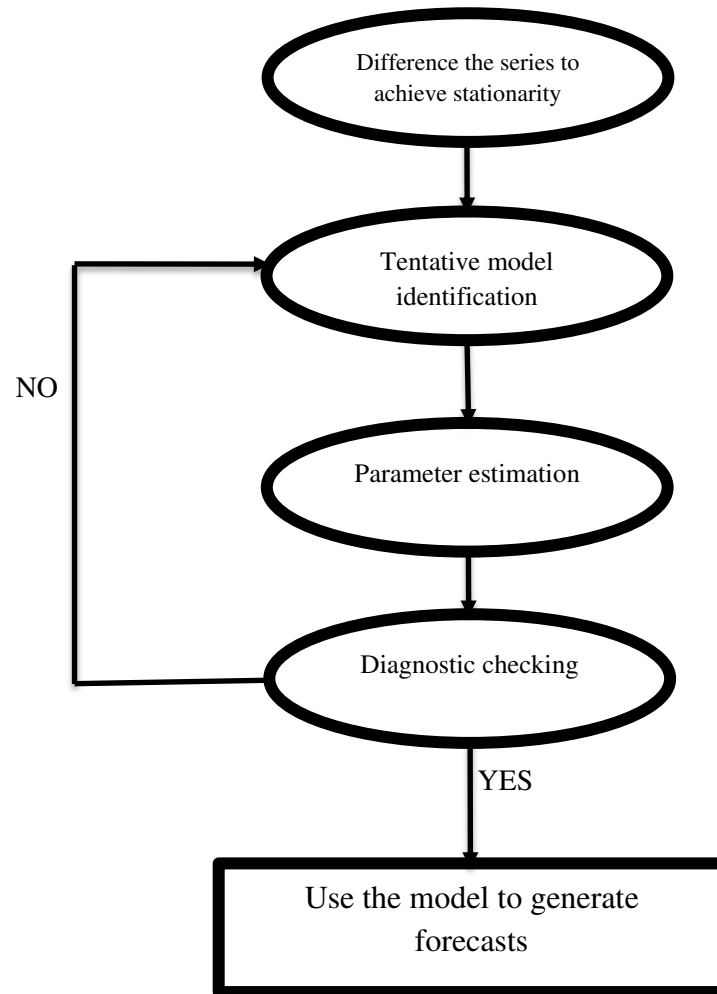 Difference the series to
achieve stationarity
Tentative model
identification
NO
Parameter estimation
Diagnostic checking
YES
Use the model to generate
forecasts